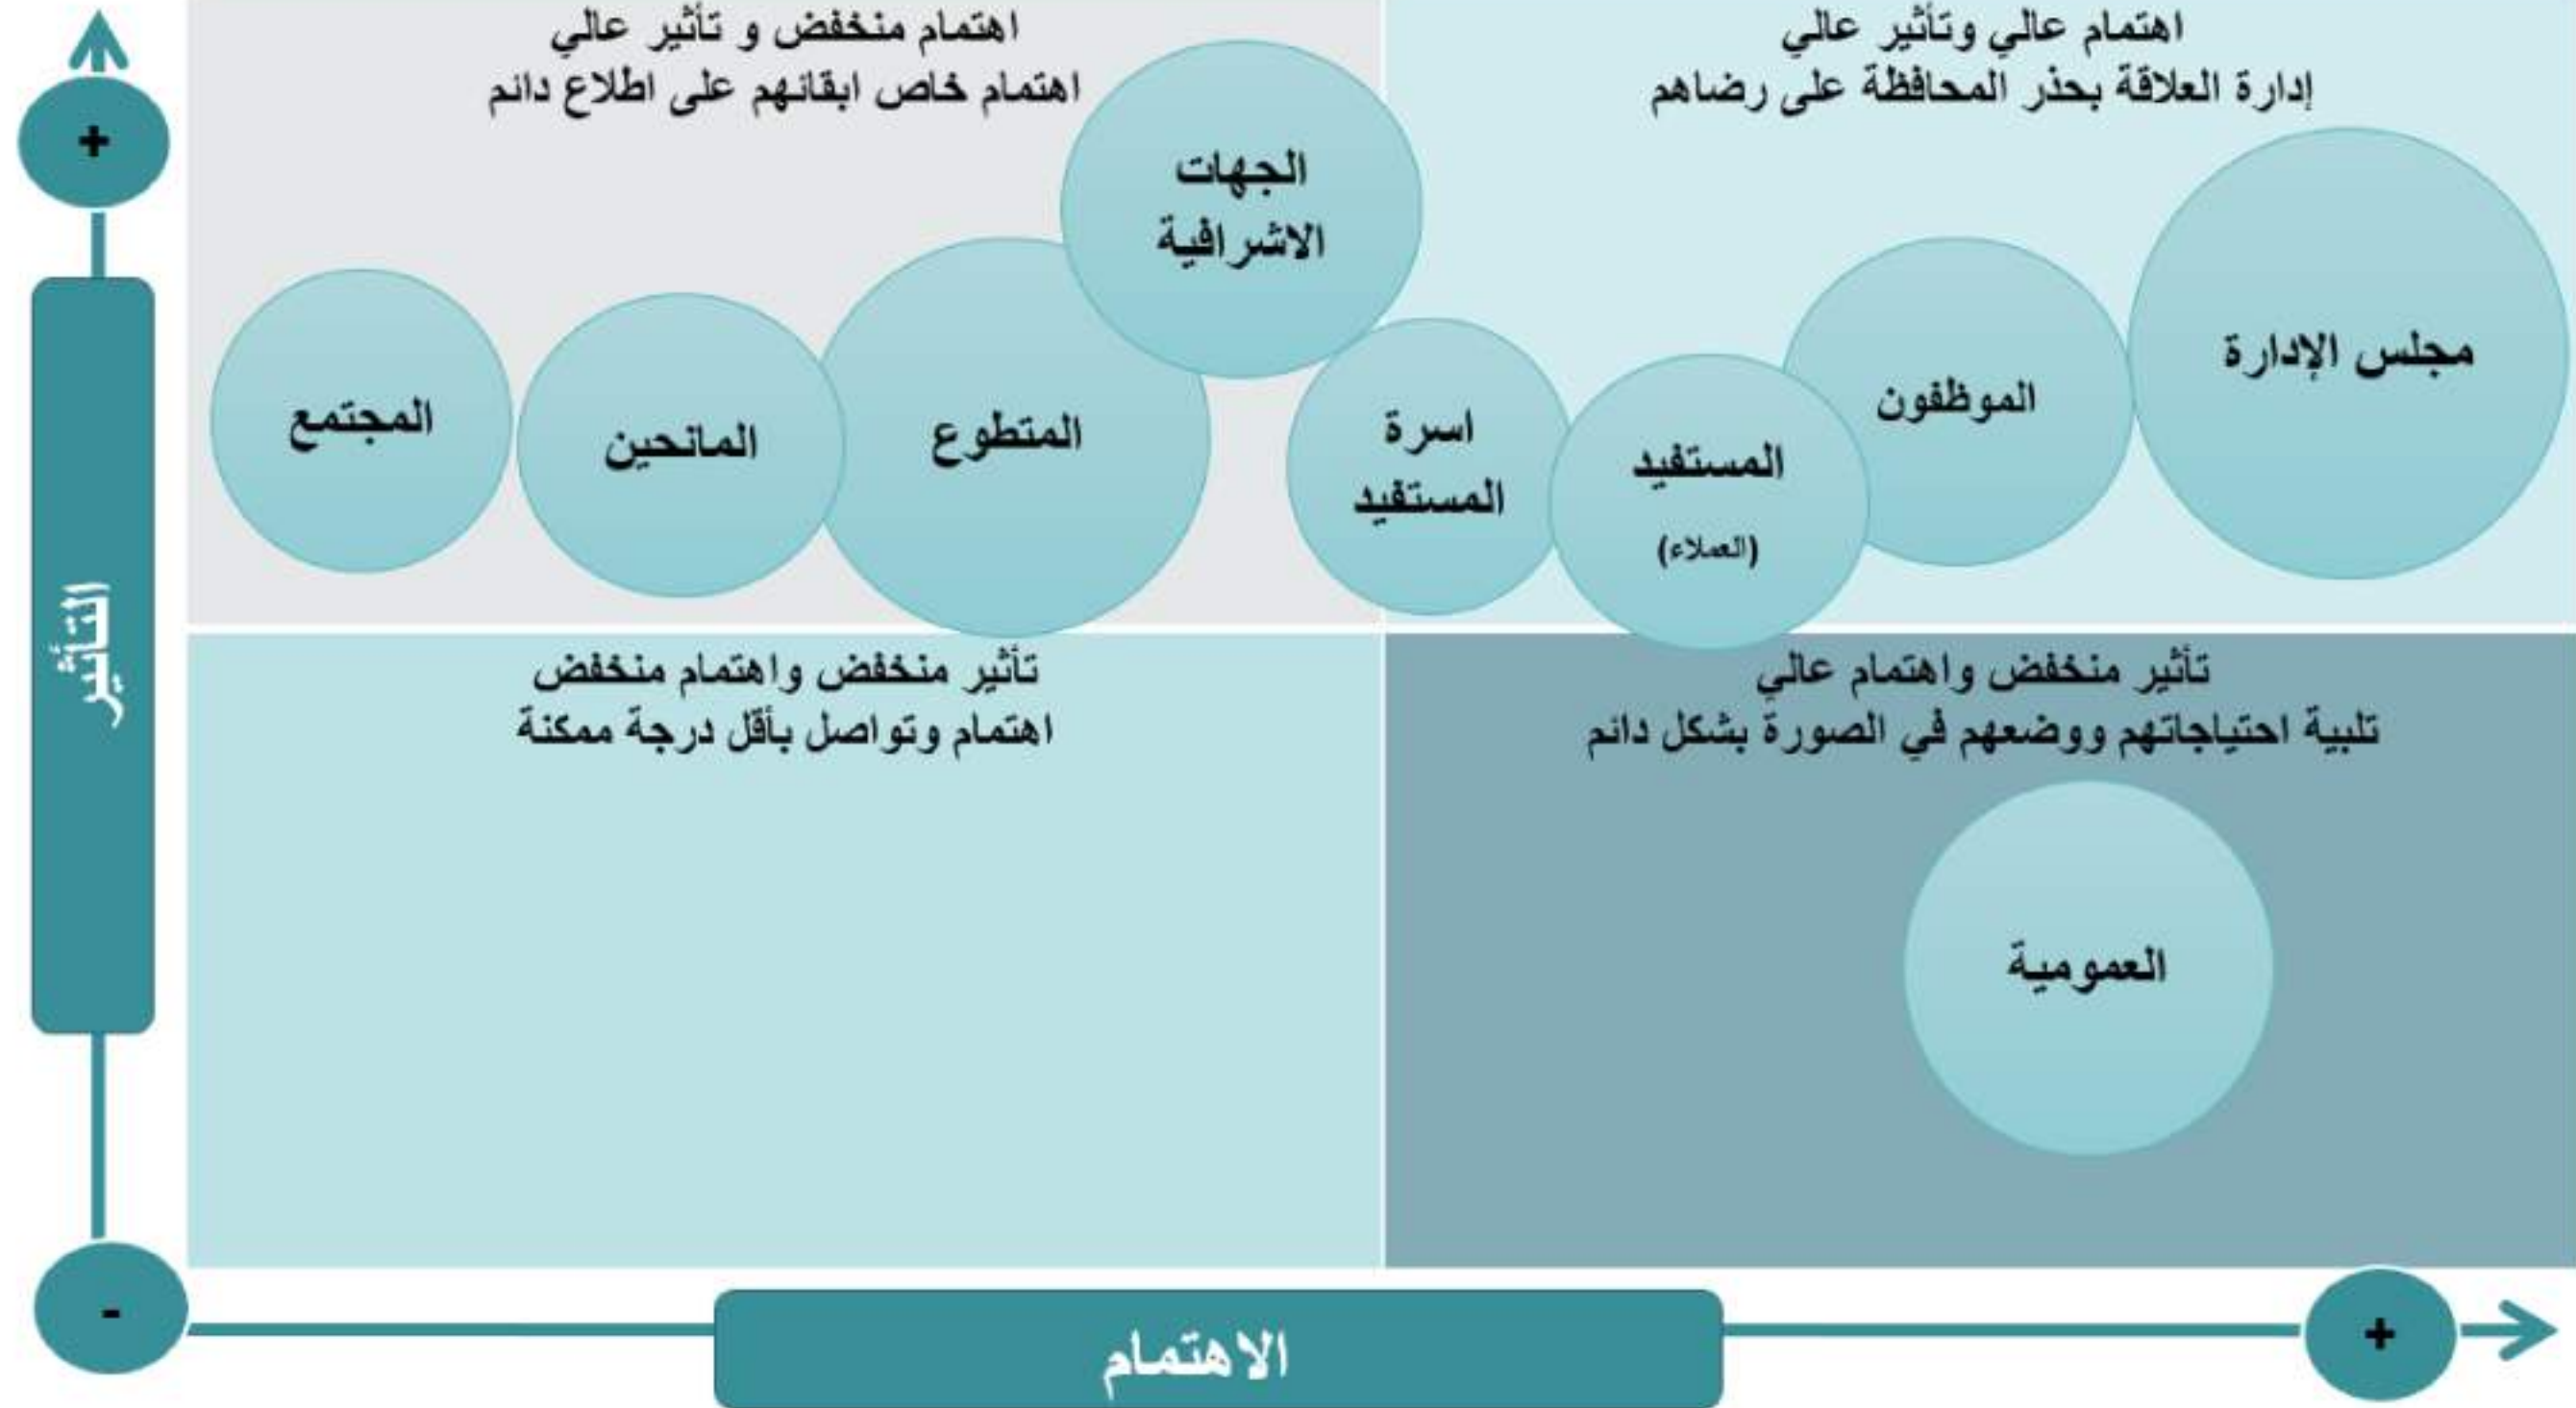 اهتمام عالي وتأثير عالي
إدارة العلاقة بحذر المحافظة على رضاهم
اهتمام منخفض و تأثير عالي
اهتمام خاص ابقائهم على اطلاع دائم
+
مجلس الإدارة
الموظفون
المستفيد
(العملاء)
اسرة
المستفيد
الجهات
الاشرافية
المتطوع
المانحين
المجتمع
التأثير
تأثير منخفض واهتمام عالي
تلبية احتياجاتهم ووضعهم في الصورة بشكل دائم
العمومية
تأثير منخفض واهتمام منخفض
اهتمام وتواصل بأقل درجة ممكنة
-
الاهتمام
+